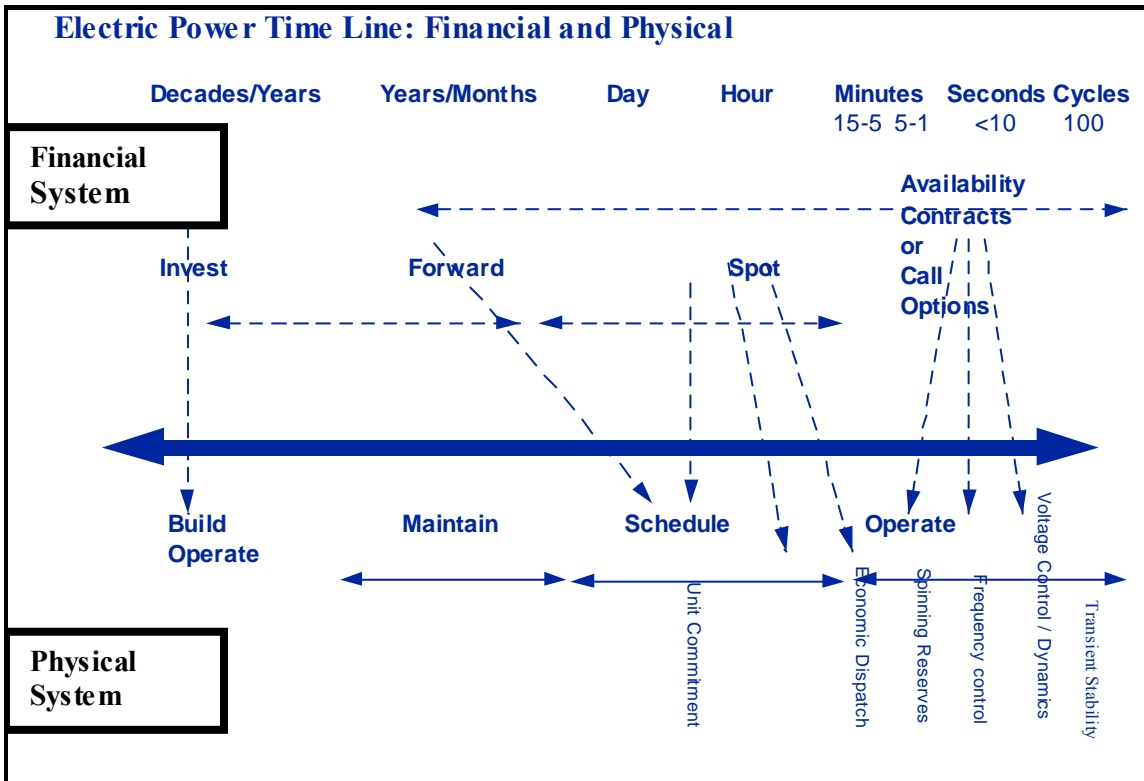 Electric Power Time Line: Financial and Physical
Decades/Years Years/Months Day Hour Minutes Seconds Cycles
15-5 5-1 <10 100
Financial
System
Availability
Contracts
or
Call
Options
Invest Forward Spot
Build
Operate
Maintain Schedule Operate
Unit Commitment
Economic Dispatch
Spinning Reserves
Frequency control
Voltage Control / Dynamics
Transient Stability
Physical
System